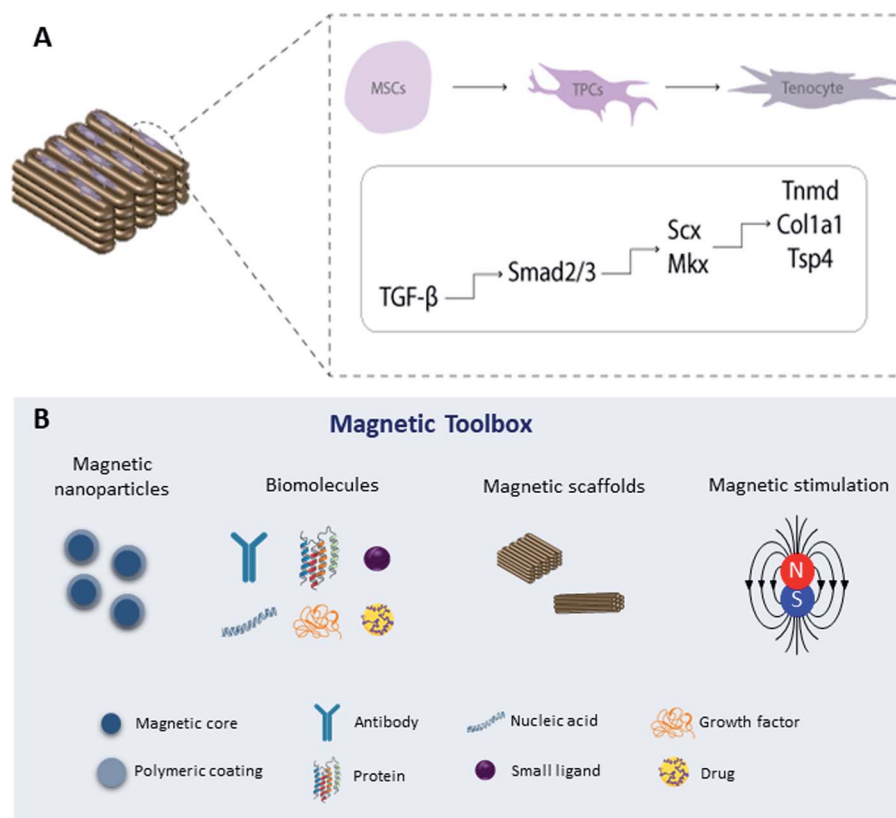 A
MSCs
TPCs
Tenocyte
TGF-β
Smad2/3
Scx
Mkx
Tnmd
Col1a1
Tsp4
B
Magnetic Toolbox
Magnetic
nanoparticles
Biomolecules
Magnetic scaffolds
Magnetic stimulation
N
S
Magnetic core
Antibody
Nucleic acid
Growth factor
Polymeric coating
Protein
Small ligand
Drug